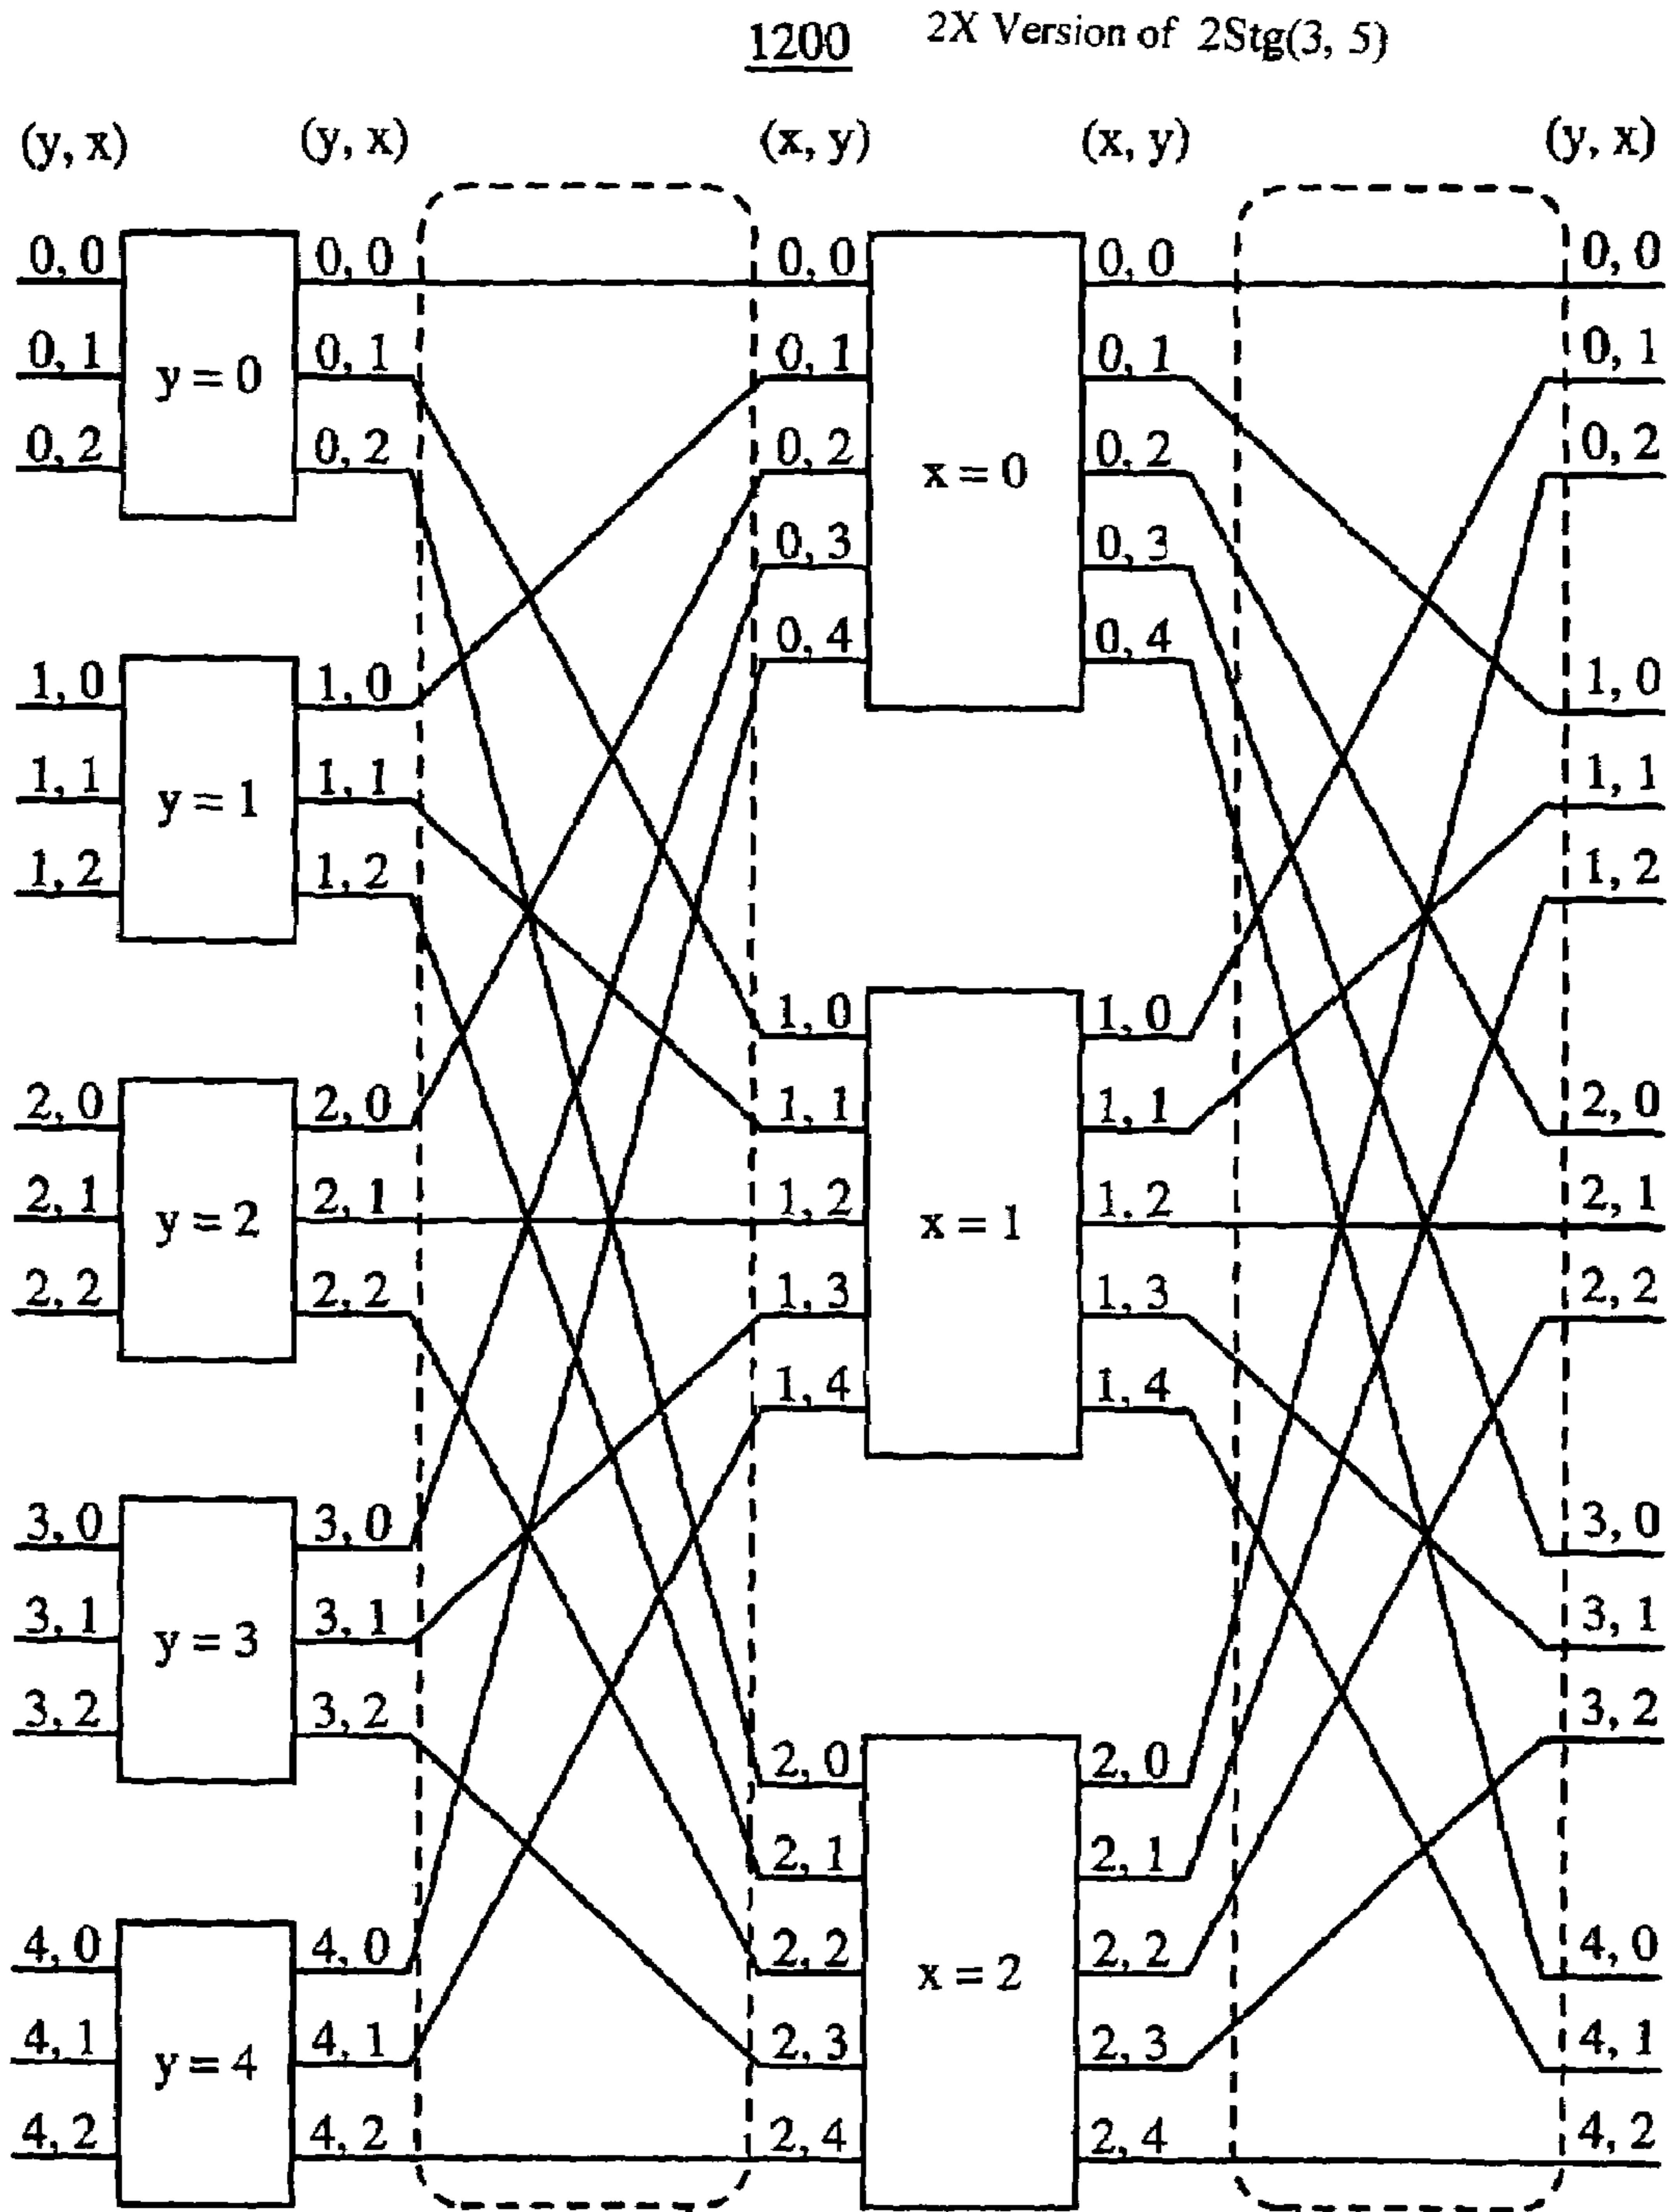 1200 2X Version of 2Stg(3, 5)
(y, x) (y, x) (x, y) (x, y) (y, x)
0, 0 0, 0 0, 0 0, 0 0, 0
0, 1 y = 0 0, 1 0, 1 0, 1 0, 1
0, 2 0, 2 0, 2 x = 0 0, 2 0, 2
0, 3 0, 3
0, 4 0, 4
1, 0 1, 0 1, 0
1, 1 y = 1 1, 1 1, 1
1, 2 1, 2 1, 2
1, 0 1, 0
2, 0 2, 0 1, 1 1, 1 2, 0
2, 1 y = 2 2, 1 1, 2 x = 1 1, 2 2, 1
2, 2 2, 2 1, 3 1, 3 2, 2
1, 4 1, 4
3, 0 3, 0 3, 0
3, 1 y = 3 3, 1 3, 1
3, 2 3, 2 3, 2
2, 0 2, 0
2, 1 2, 1
4, 0 4, 0 2, 2 x = 2 2, 2 4, 0
4, 1 y = 4 4, 1 2, 3 2, 3 4, 1
4, 2 4, 2 2, 4 2, 4 4, 2